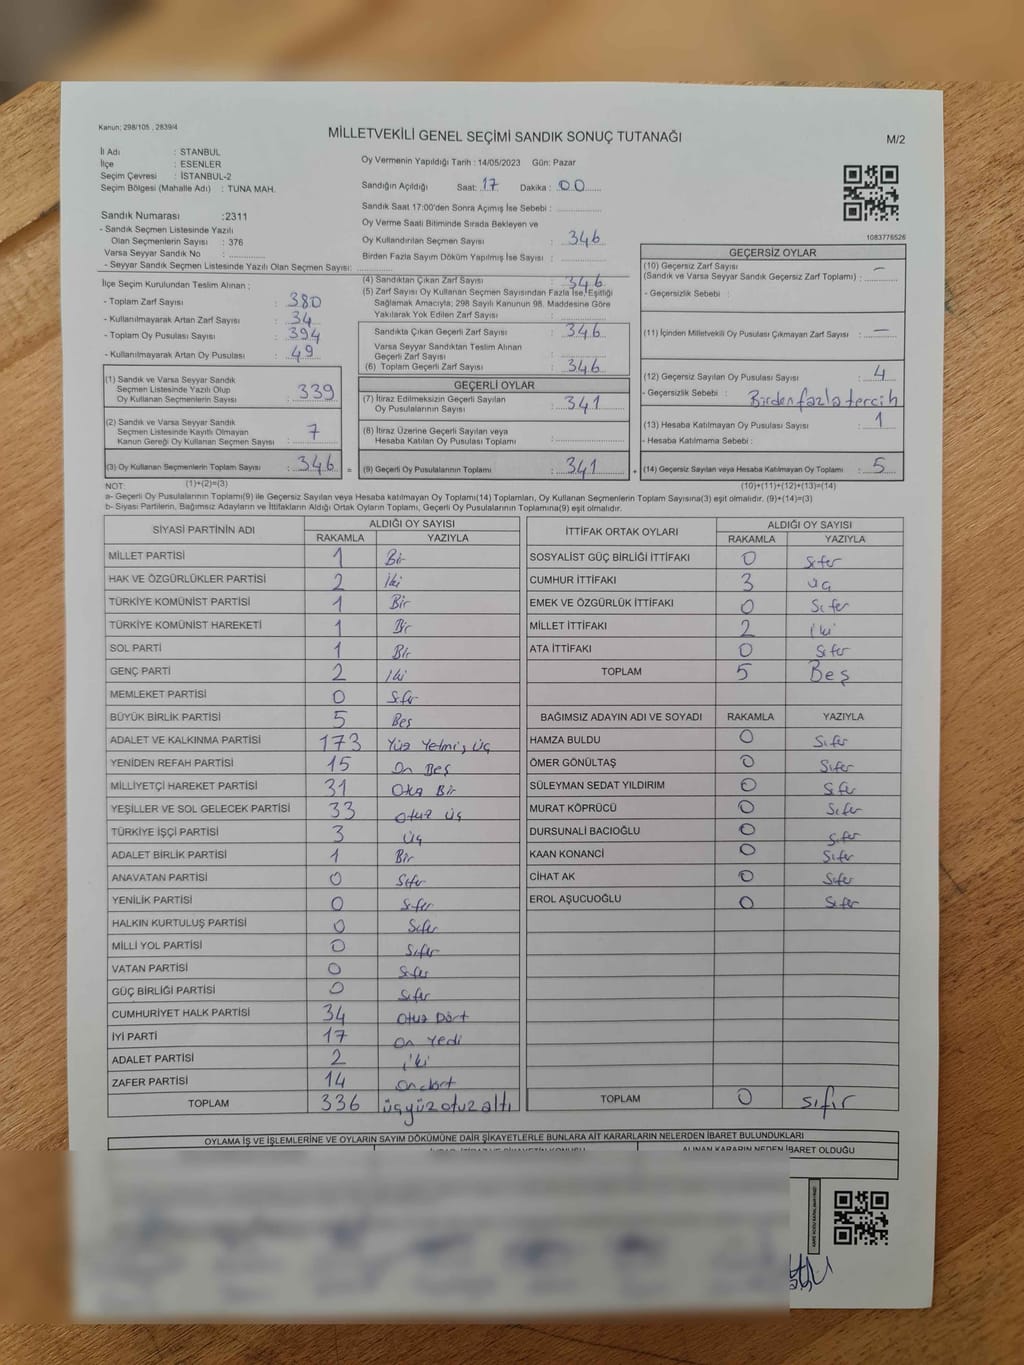 Kanun: 298/105 , 2839/4
MİLLETVEKİLİ GENEL SEÇİMİ SANDIK SONUÇ TUTANAĞI
M/2
İl Adı : STANBUL
İlçe : ESENLER
Seçim Çevresi : İSTANBUL-2
Seçim Bölgesi (Mahalle Adı) : TUNA MAH.
Sandık Numarası :2311
- Sandık Seçmen Listesinde Yazılı
Olan Seçmenlerin Sayısı : 376
Varsa Seyyar Sandık No :
- Seyyar Sandık Seçmen Listesinde Yazılı Olan Seçmen Sayısı:
Oy Vermenin Yapıldığı Tarih : 14/05/2023 Gün: Pazar
Sandığın Açıldığı Saat: 17 Dakika : 00
Sandık Saat 17:00'den Sonra Açımış İse Sebebi :
Oy Verme Saati Bitiminde Sırada Bekleyen ve
Oy Kullandırılan Seçmen Sayısı : 346
Birden Fazla Sayım Döküm Yapılmış İse Sayısı :
1083776526
İlçe Seçim Kurulundan Teslim Alınan ;
- Toplam Zarf Sayısı : 380
- Kullanılmayarak Artan Zarf Sayısı : 34
- Toplam Oy Pusulası Sayısı : 394
- Kullanılmayarak Artan Oy Pusulası : 49
(1) Sandık ve Varsa Seyyar Sandık
Seçmen Listesinde Yazılı Olup
Oy Kullanan Seçmenlerin Sayısı : 339
(2) Sandık ve Varsa Seyyar Sandık
Seçmen Listesinde Kayıtlı Olmayan
Kanun Gereği Oy Kullanan Seçmen Sayısı : 7
(3) Oy Kullanan Seçmenlerin Toplam Sayısı : 346 =
(4) Sandıktan Çıkan Zarf Sayısı : 346
(5) Zarf Sayısı Oy Kullanan Seçmen Sayısından Fazla İse, Eşitliği
Sağlamak Amacıyla; 298 Sayılı Kanunun 98. Maddesine Göre
Yakılarak Yok Edilen Zarf Sayısı :
Sandıkta Çıkan Geçerli Zarf Sayısı : 346
Varsa Seyyar Sandıktan Teslim Alınan
Geçerli Zarf Sayısı :
(6) Toplam Geçerli Zarf Sayısı : 346
GEÇERLİ OYLAR
(7) İtiraz Edilmeksizin Geçerli Sayılan
Oy Pusulalarının Sayısı : 341
(8) İtiraz Üzerine Geçerli Sayılan veya
Hesaba Katılan Oy Pusulası Toplamı :
(9) Geçerli Oy Pusulalarının Toplamı : 341 +
GEÇERSİZ OYLAR
(10) Geçersiz Zarf Sayısı
(Sandık ve Varsa Seyyar Sandık Geçersiz Zarf Toplamı) : —
- Geçersizlik Sebebi :
(11) İçinden Milletvekili Oy Pusulası Çıkmayan Zarf Sayısı : —
(12) Geçersiz Sayılan Oy Pusulası Sayısı : 4
- Geçersizlik Sebebi : Birden fazla tercih
(13) Hesaba Katılmayan Oy Pusulası Sayısı : 1
- Hesaba Katılmama Sebebi :
(14) Geçersiz Sayılan veya Hesaba Katılmayan Oy Toplamı : 5
NOT: (1)+(2)=(3) (10)+(11)+(12)+(13)=(14)
a- Geçerli Oy Pusulalarının Toplamı(9) ile Geçersiz Sayılan veya Hesaba katılmayan Oy Toplamı(14) Toplamları, Oy Kullanan Seçmenlerin Toplam Sayısına(3) eşit olmalıdır. (9)+(14)=(3)
b- Siyasi Partilerin, Bağımsız Adayların ve İttifakların Aldığı Ortak Oyların Toplamı, Geçerli Oy Pusulalarının Toplamına(9) eşit olmalıdır.
SİYASİ PARTİNİN ADI ALDIĞI OY SAYISI
RAKAMLA YAZIYLA
MİLLET PARTİSİ 1 Bir
HAK VE ÖZGÜRLÜKLER PARTİSİ 2 İki
TÜRKİYE KOMÜNİST PARTİSİ 1 Bir
TÜRKİYE KOMÜNİST HAREKETİ 1 Bir
SOL PARTİ 1 Bir
GENÇ PARTİ 2 İki
MEMLEKET PARTİSİ 0 Sıfır
BÜYÜK BİRLİK PARTİSİ 5 Beş
ADALET VE KALKINMA PARTİSİ 173 Yüz Yetmiş Üç
YENİDEN REFAH PARTİSİ 15 On Beş
MİLLİYETÇİ HAREKET PARTİSİ 31 Otuz Bir
YEŞİLLER VE SOL GELECEK PARTİSİ 33 Otuz Üç
TÜRKİYE İŞÇİ PARTİSİ 3 Üç
ADALET BİRLİK PARTİSİ 1 Bir
ANAVATAN PARTİSİ 0 Sıfır
YENİLİK PARTİSİ 0 Sıfır
HALKIN KURTULUŞ PARTİSİ 0 Sıfır
MİLLİ YOL PARTİSİ 0 Sıfır
VATAN PARTİSİ 0 Sıfır
GÜÇ BİRLİĞİ PARTİSİ 0 Sıfır
CUMHURİYET HALK PARTİSİ 34 Otuz Dört
İYİ PARTİ 17 On Yedi
ADALET PARTİSİ 2 İki
ZAFER PARTİSİ 14 On dört
TOPLAM 336 üçyüzotuzaltı
İTTİFAK ORTAK OYLARI ALDIĞI OY SAYISI
RAKAMLA YAZIYLA
SOSYALİST GÜÇ BİRLİĞİ İTTİFAKI 0 Sıfır
CUMHUR İTTİFAKI 3 Üç
EMEK VE ÖZGÜRLÜK İTTİFAKI 0 Sıfır
MİLLET İTTİFAKI 2 İki
ATA İTTİFAKI 0 Sıfır
TOPLAM 5 Beş
BAĞIMSIZ ADAYIN ADI VE SOYADI RAKAMLA YAZIYLA
HAMZA BULDU 0 Sıfır
ÖMER GÖNÜLTAŞ 0 Sıfır
SÜLEYMAN SEDAT YILDIRIM 0 Sıfır
MURAT KÖPRÜCÜ 0 Sıfır
DURSUNALİ BACIOĞLU 0 Sıfır
KAAN KONANCİ 0 Sıfır
CİHAT AK 0 Sıfır
EROL AŞUCUOĞLU 0 Sıfır
TOPLAM 0 sıfır
OYLAMA İŞ VE İŞLEMLERİNE VE OYLARIN SAYIM DÖKÜMÜNE DAİR ŞİKAYETLERLE BUNLARA AİT KARARLARIN NELERDEN İBARET BULUNDUKLARI
ALINAN KARARIN NEDEN İBARET OLDUĞU